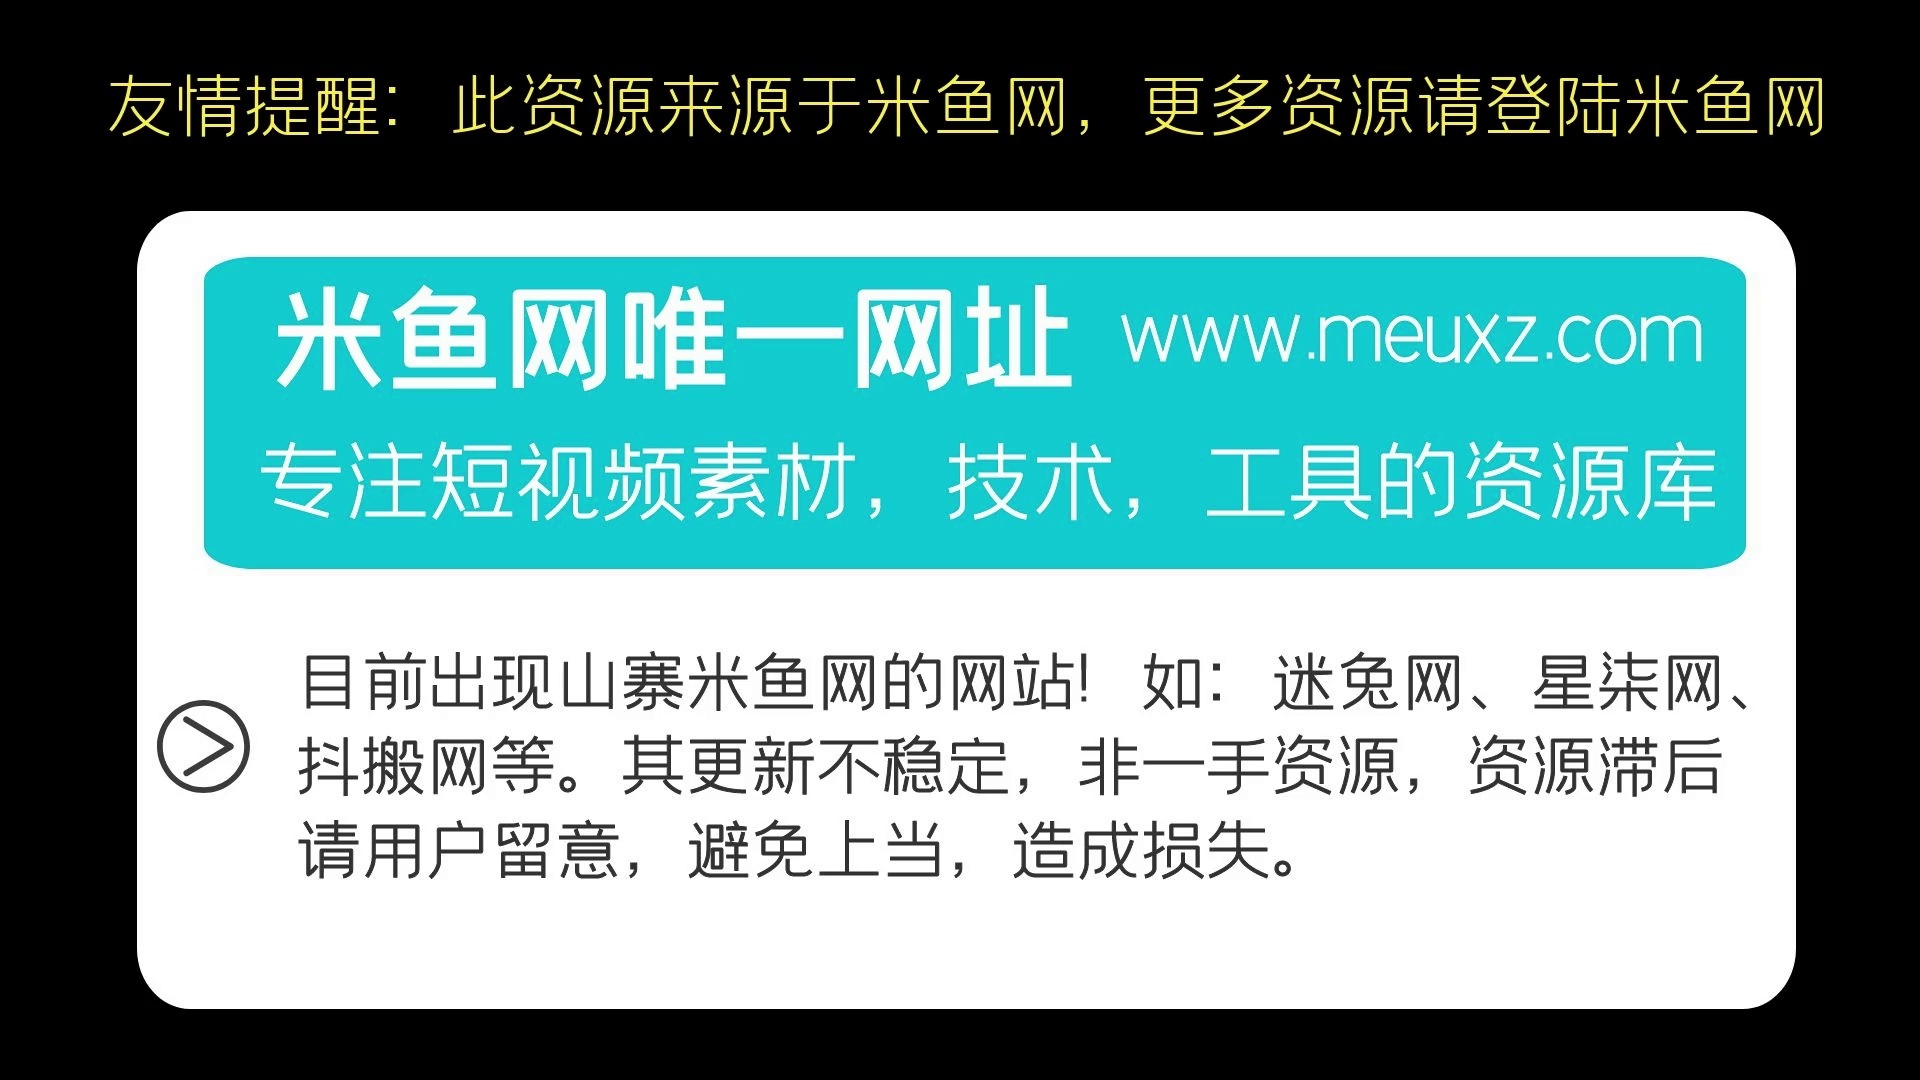 友情提醒：此资源来源于米鱼网，更多资源请登陆米鱼网
米鱼网唯一网址 www.meuxz.com
专注短视频素材，技术，工具的资源库
目前出现山寨米鱼网的网站！如：迷兔网、星柒网、
抖搬网等。其更新不稳定，非一手资源，资源滞后
请用户留意，避免上当，造成损失。